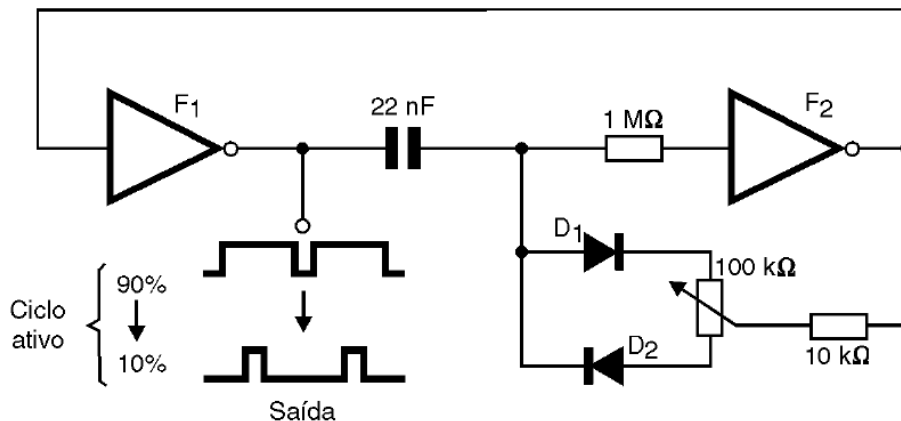 F1
22 nF
1 MΩ
F2
D1
100 kΩ
D2
10 kΩ
Ciclo
ativo
90%
10%
Saída